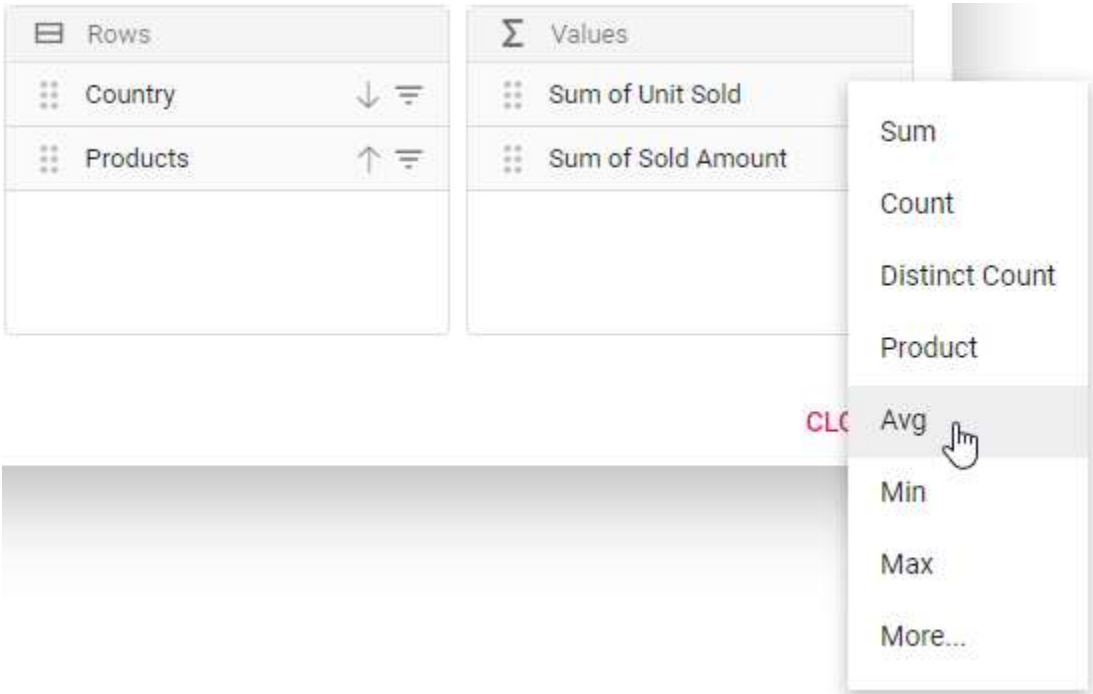 Rows
Country
Products
Σ Values
Sum of Unit Sold
Sum of Sold Amount
CLO
Sum
Count
Distinct Count
Product
Avg
Min
Max
More...